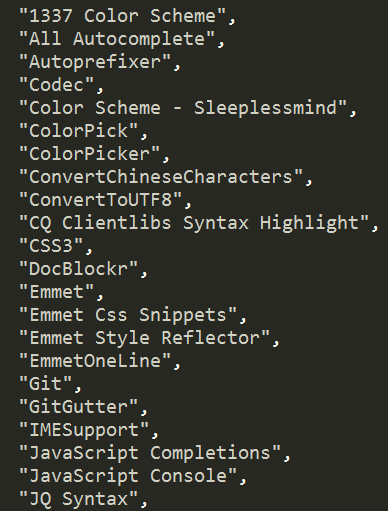 "1337 Color Scheme",
"All Autocomplete",
"Autoprefixer",
"Codec",
"Color Scheme - Sleeplessmind",
"ColorPick",
"ColorPicker",
"ConvertChineseCharacters",
"ConvertToUTF8",
"CQ Clientlibs Syntax Highlight",
"CSS3",
"DocBlockr",
"Emmet",
"Emmet Css Snippets",
"Emmet Style Reflector",
"EmmetOneLine",
"Git",
"GitGutter",
"IMESupport",
"JavaScript Completions",
"JavaScript Console",
"JQ Syntax",